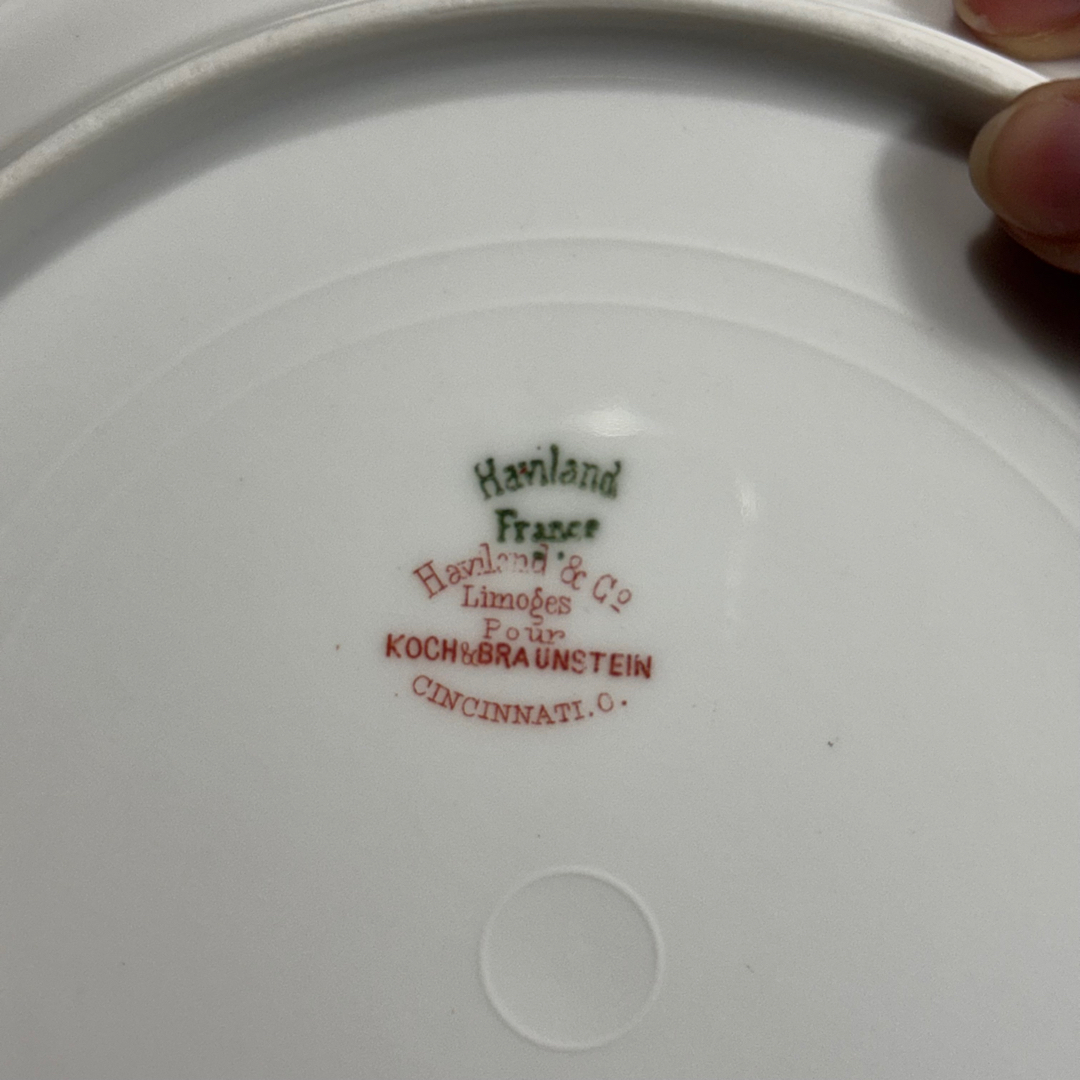 Haviland
France
Haviland & Co
Limoges
Pour
KOCH & BRAUNSTEIN
CINCINNATI. O.